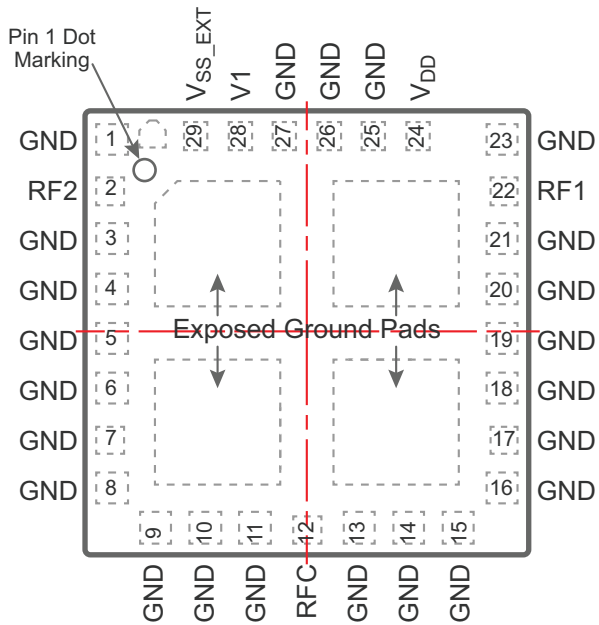 Pin 1 Dot
Marking
V_SS_EXT
V1
GND
GND
GND
V_DD
29
28
27
26
25
24
GND 1
23 GND
RF2 2
22 RF1
GND 3
21 GND
GND 4
20 GND
GND 5
Exposed Ground Pads
19 GND
GND 6
18 GND
GND 7
17 GND
GND 8
16 GND
9
10
11
12
13
14
15
GND
GND
GND
RFC
GND
GND
GND